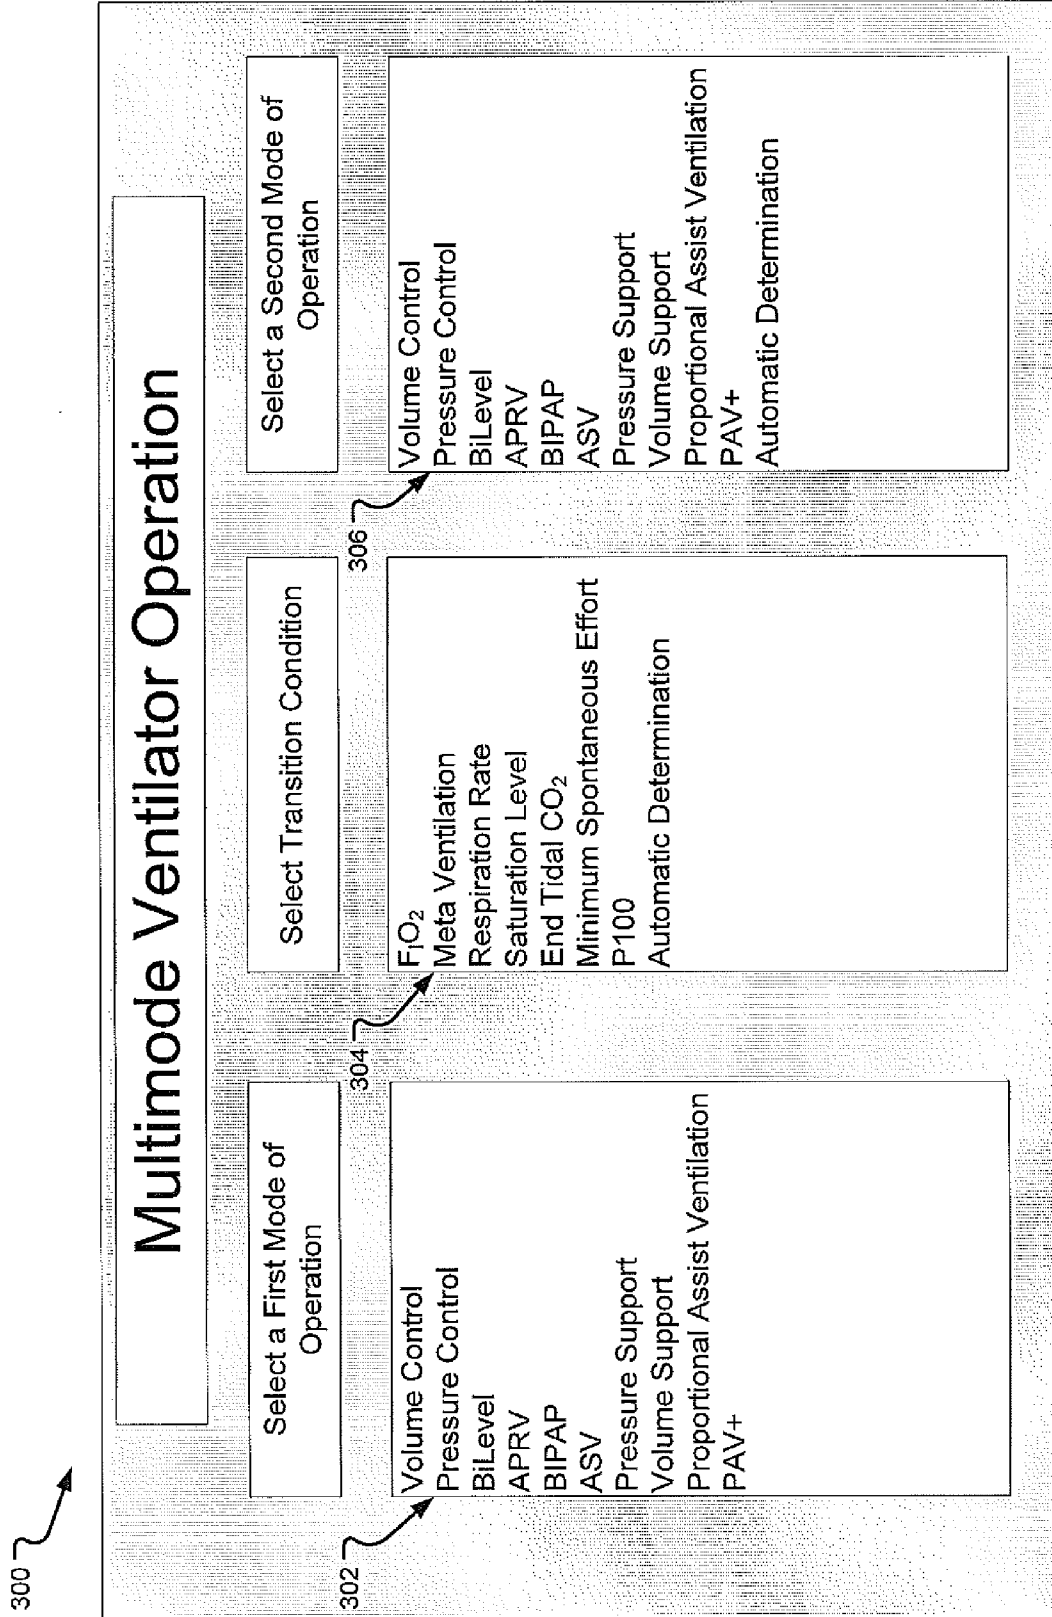 300
Multimode Ventilator Operation
Select a First Mode of
Operation
302
Volume Control
Pressure Control
BiLevel
APRV
BIPAP
ASV
Pressure Support
Volume Support
Proportional Assist Ventilation
PAV+
Select Transition Condition
304
FIO2
Meta Ventilation
Respiration Rate
Saturation Level
End Tidal CO2
Minimum Spontaneous Effort
P100
Automatic Determination
Select a Second Mode of
Operation
306
Volume Control
Pressure Control
BiLevel
APRV
BIPAP
ASV
Pressure Support
Volume Support
Proportional Assist Ventilation
PAV+
Automatic Determination